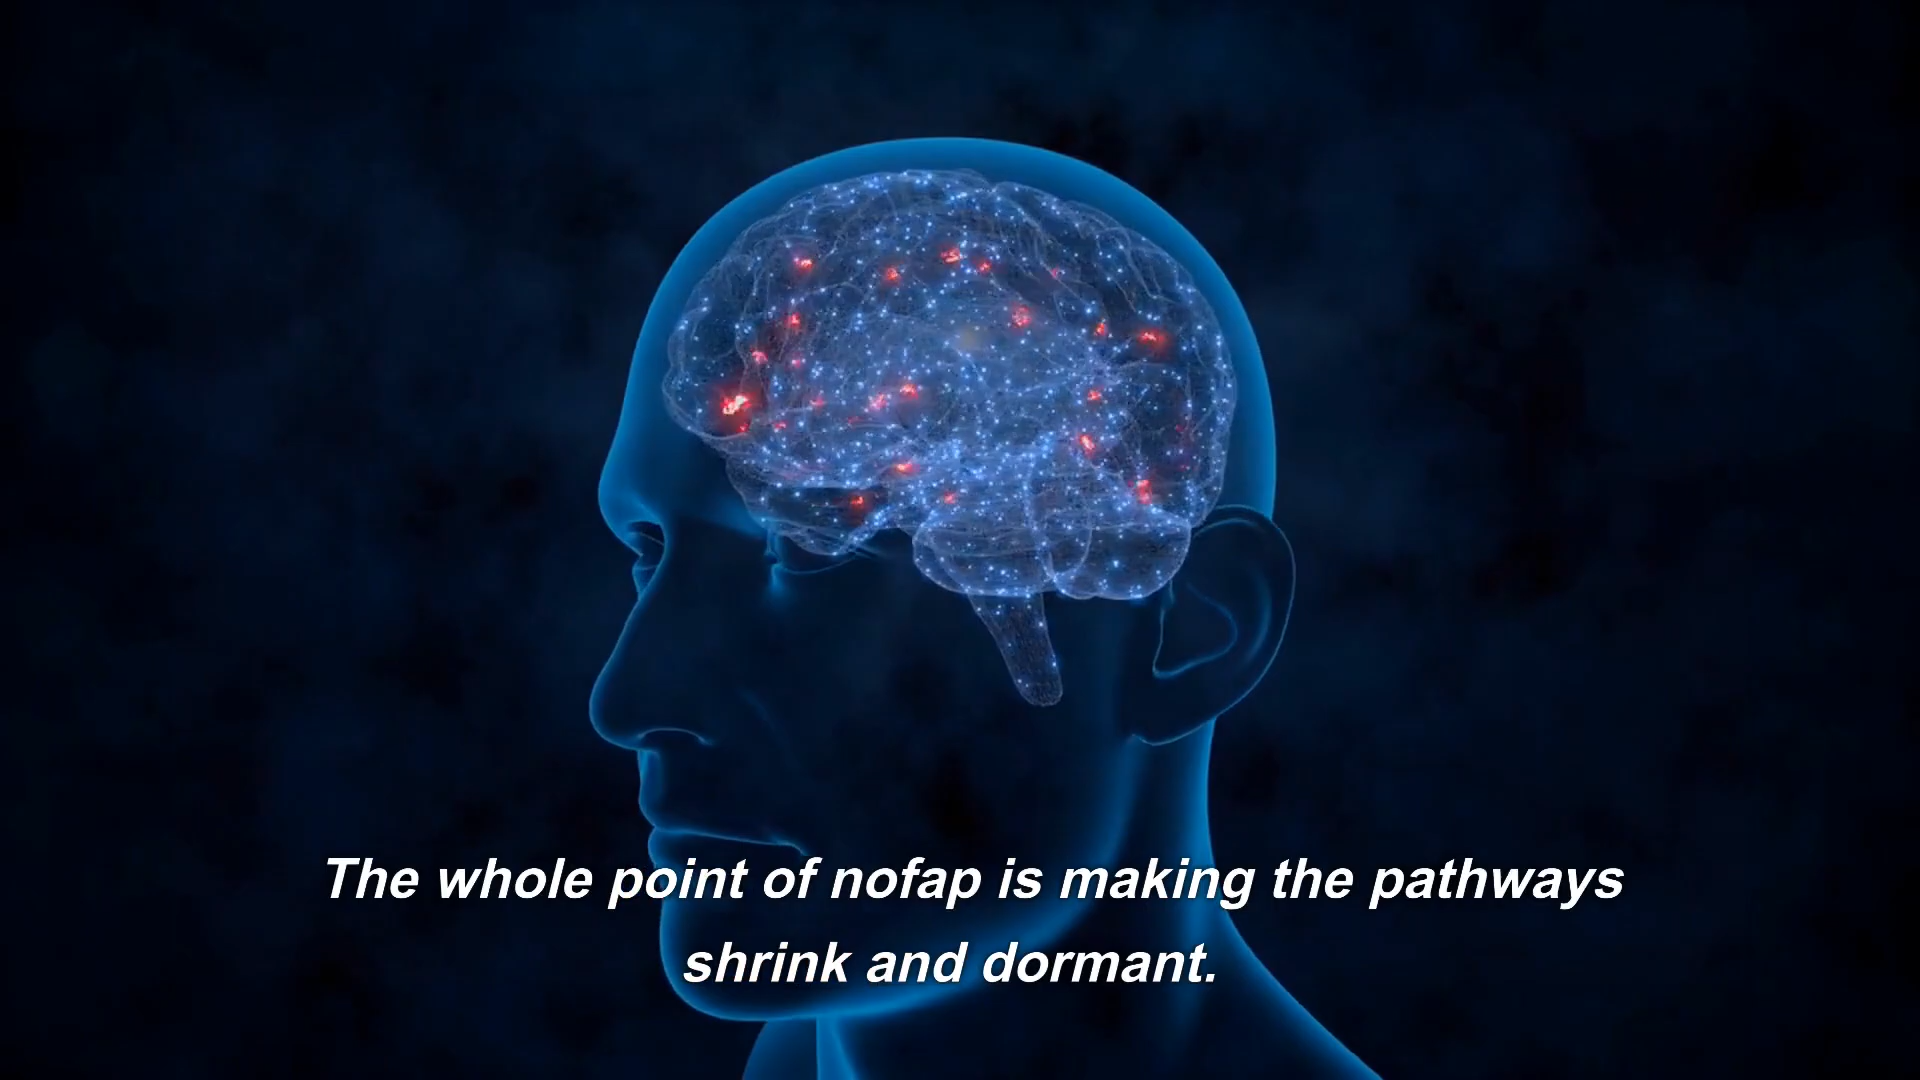 The whole point of nofap is making the pathways
shrink and dormant.